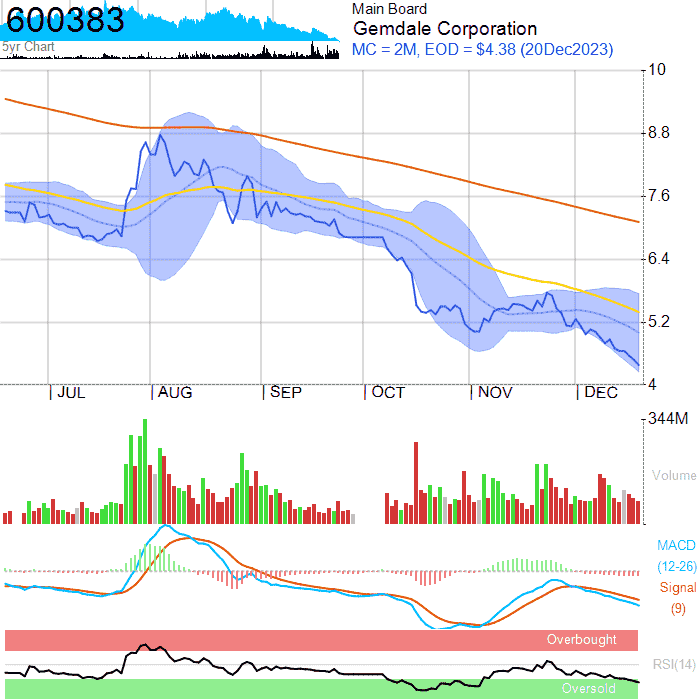 600383
5yr Chart
Main Board
Gemdale Corporation
MC = 2M, EOD = $4.38 (20Dec2023)
10
8.8
7.6
6.4
5.2
4
JUL
AUG
SEP
OCT
NOV
DEC
344M
Volume
MACD
(12-26)
Signal
(9)
Overbought
RSI(14)
Oversold